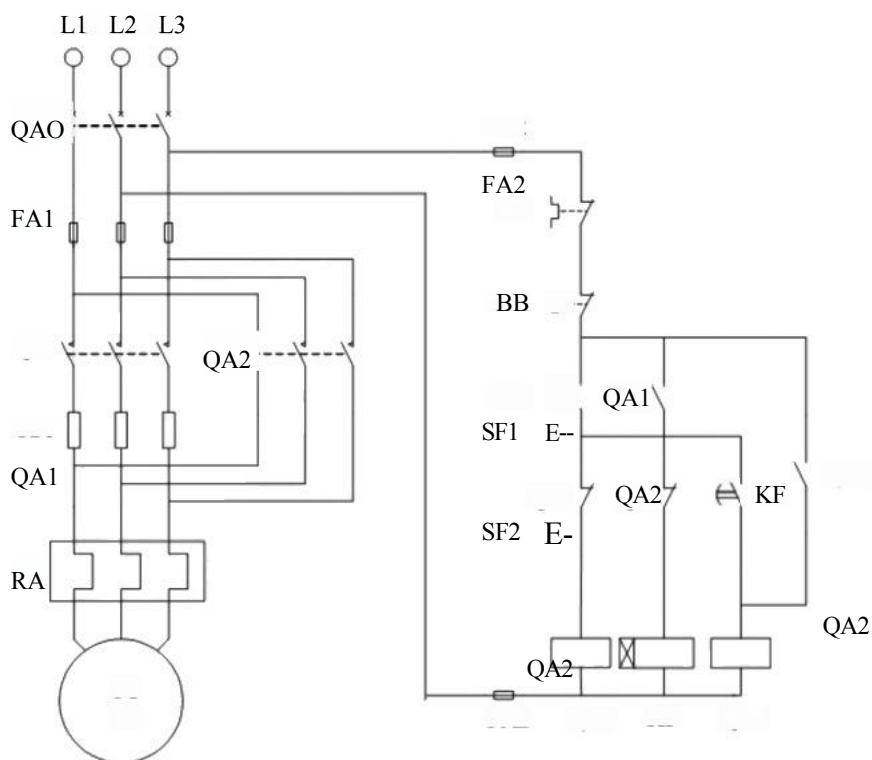 L1 L2 L3
QAO
FA2
FA1
BB
QA2
QA1
SF1 E--
QA1
QA2 KF
SF2 E-
RA
QA2
QA2